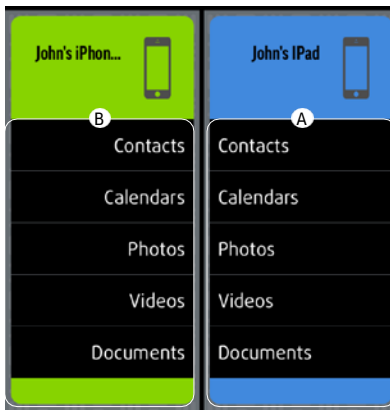 John's iPhon...
John's IPad
B
A
Contacts
Contacts
Calendars
Calendars
Photos
Photos
Videos
Videos
Documents
Documents